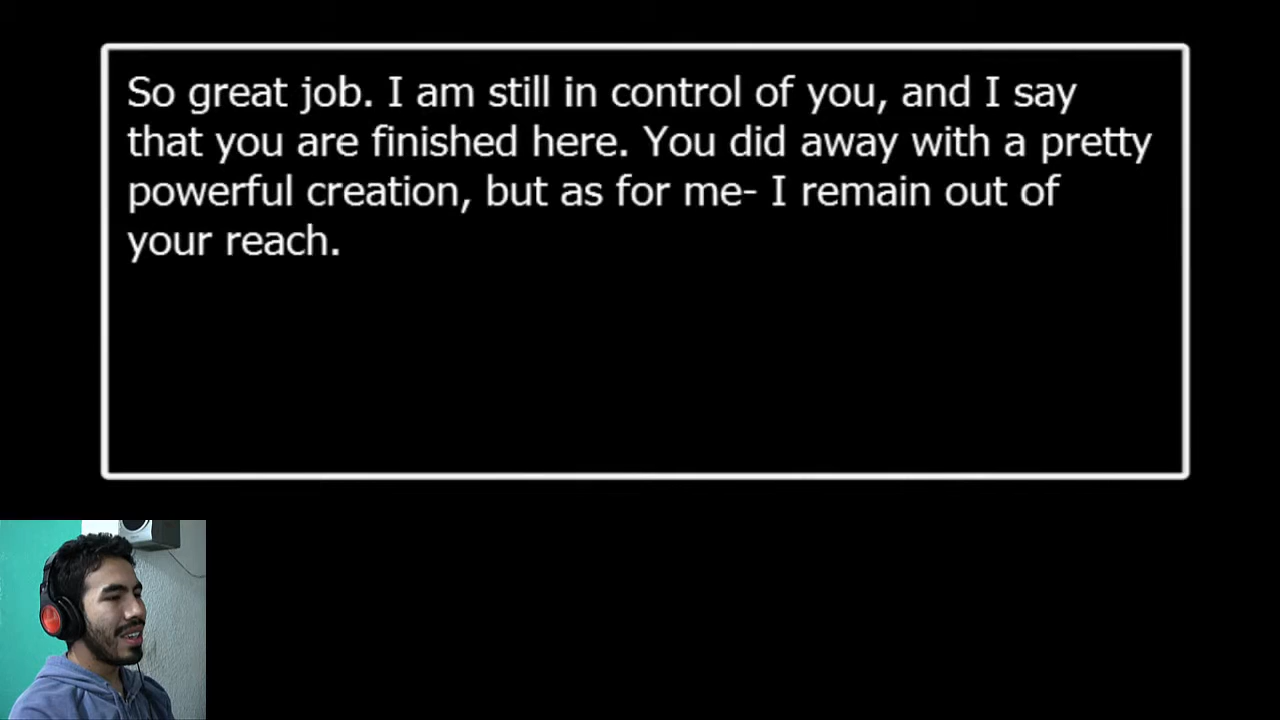 So great job. I am still in control of you, and I say
that you are finished here. You did away with a pretty
powerful creation, but as for me- I remain out of
your reach.